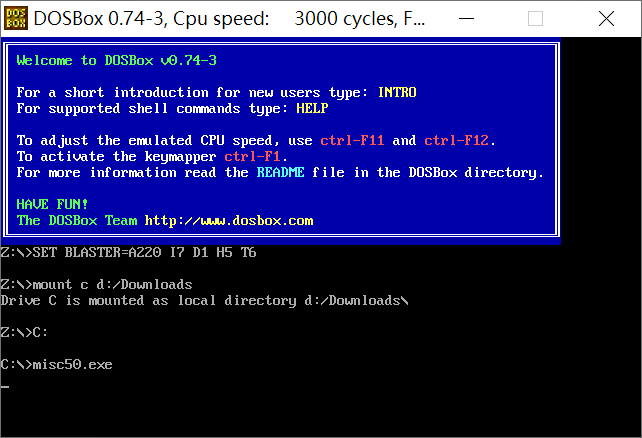 DOS BOX
DOSBox 0.74-3, Cpu speed:     3000 cycles, F...
Welcome to DOSBox v0.74-3
For a short introduction for new users type: INTRO
For supported shell commands type: HELP
To adjust the emulated CPU speed, use ctrl-F11 and ctrl-F12.
To activate the keymapper ctrl-F1.
For more information read the README file in the DOSBox directory.
HAVE FUN!
The DOSBox Team http://www.dosbox.com
Z:\>SET BLASTER=A220 I7 D1 H5 T6
Z:\>mount c d:/Downloads
Drive C is mounted as local directory d:/Downloads\
Z:\>C:
C:\>misc50.exe
_